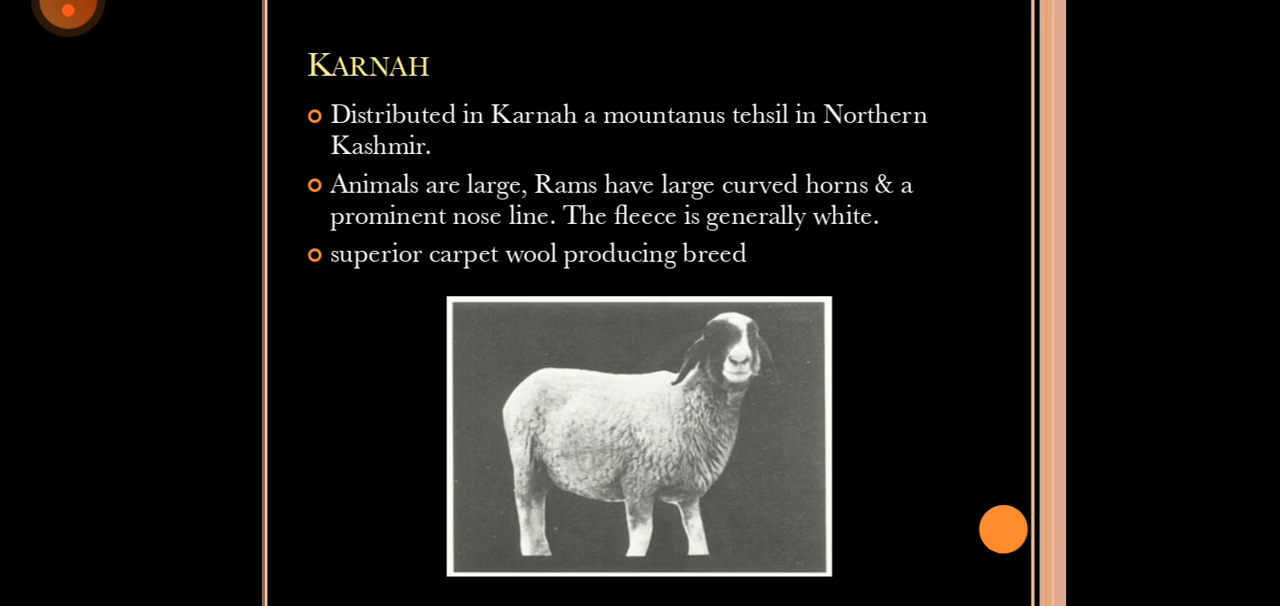 KARNAH
Distributed in Karnah a mountanus tehsil in Northern
Kashmir.
Animals are large, Rams have large curved horns & a
prominent nose line. The fleece is generally white.
superior carpet wool producing breed